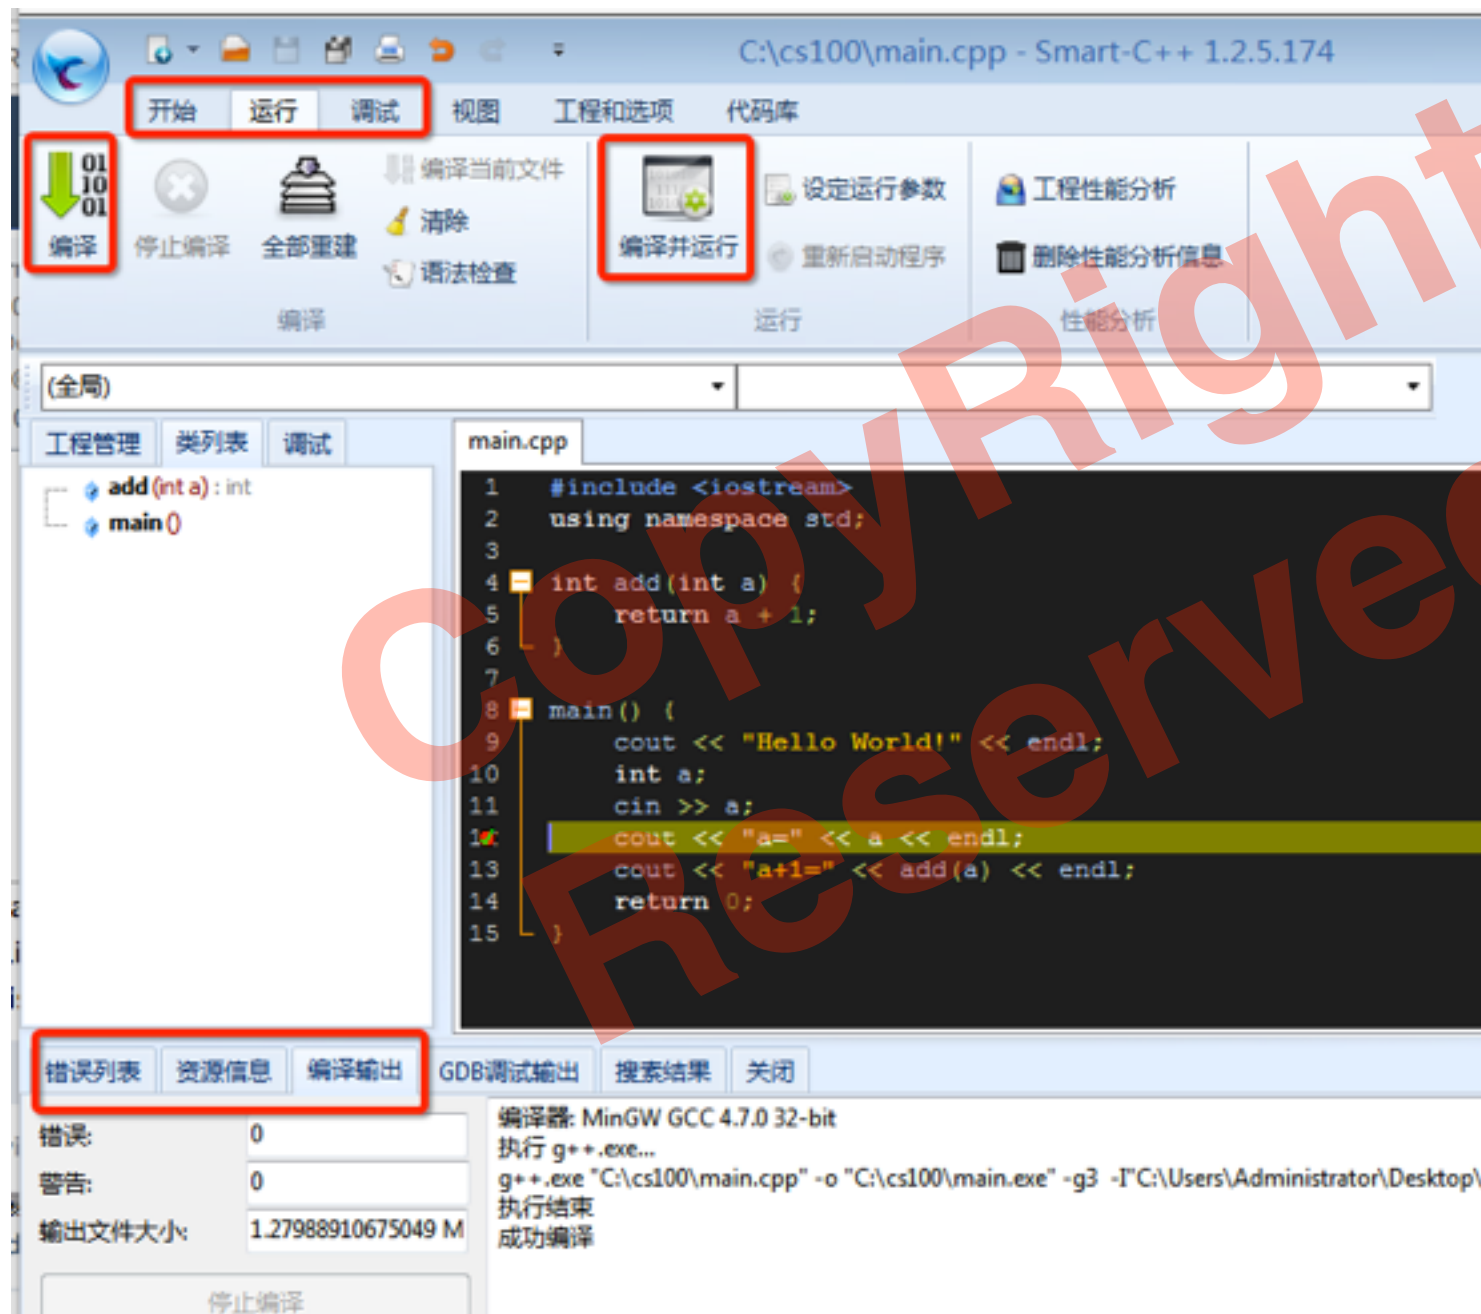 C:\cs100\main.cpp - Smart-C++ 1.2.5.174
开始 运行 调试 视图 工程和选项 代码库
01
10
01
编译 停止编译 全部重建 编译当前文件
清除
语法检查
编译并运行 设定运行参数
重新启动程序
工程性能分析
删除性能分析信息
编译 运行 性能分析
(全局)
工程管理 类列表 调试 main.cpp
add (int a) : int
main ()
1 #include <iostream>
2 using namespace std;
3
4 int add(int a) {
5 return a + 1;
6 }
7
8 main() {
9 cout << "Hello World!" << endl;
10 int a;
11 cin >> a;
cout << "a=" << a << endl;
13 cout << "a+1=" << add(a) << endl;
14 return 0;
15 }
CopyRight
Reserved
错误列表 资源信息 编译输出 GDB调试输出 搜索结果 关闭
错误: 0
警告: 0
输出文件大小: 1.27988910675049 M
停止编译
编译器: MinGW GCC 4.7.0 32-bit
执行 g++.exe...
g++.exe "C:\cs100\main.cpp" -o "C:\cs100\main.exe" -g3 -I"C:\Users\Administrator\Desktop\
执行结束
成功编译